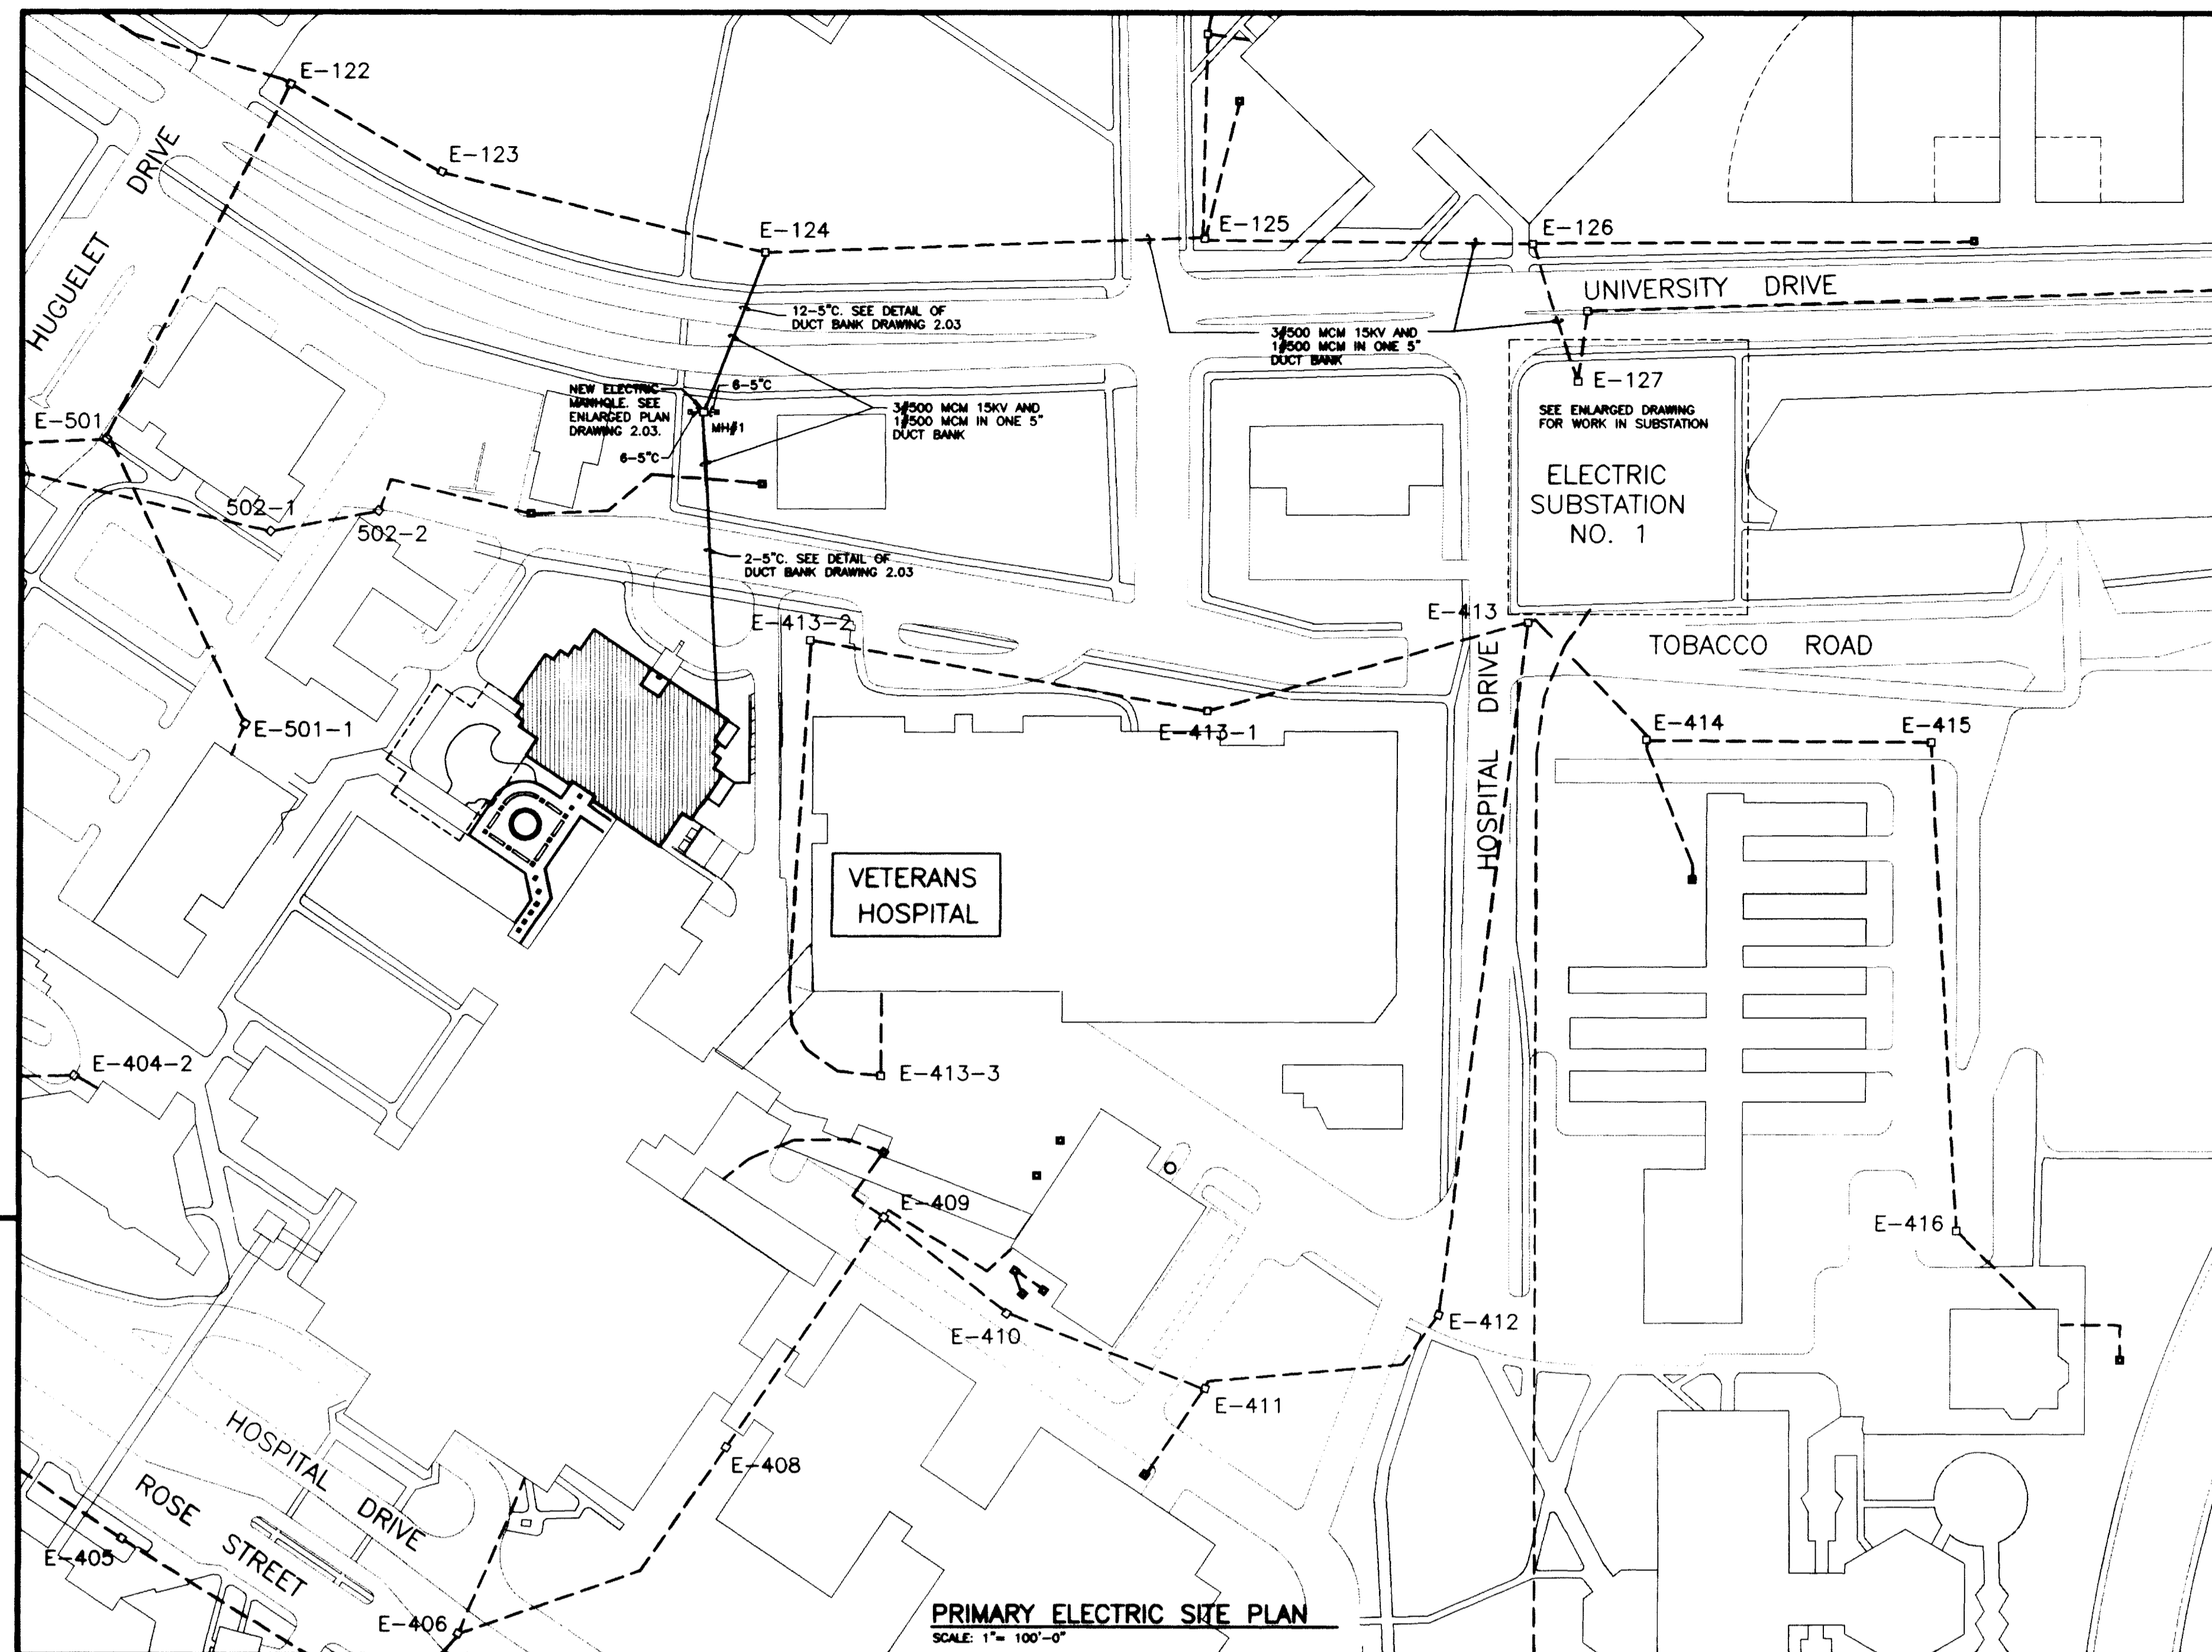 E-122
E-123
DRIVE
HUGUELET
E-124
E-125
E-126
UNIVERSITY DRIVE
12-5"C. SEE DETAIL OF
DUCT BANK DRAWING 2.03
3#500 MCM 15KV AND
1#500 MCM IN ONE 5"
DUCT BANK
E-127
NEW ELECTRIC
MANHOLE. SEE
ENLARGED PLAN
DRAWING 2.03.
6-5"C
MH#1
6-5"C
3#500 MCM 15KV AND
1#500 MCM IN ONE 5"
DUCT BANK
SEE ENLARGED DRAWING
FOR WORK IN SUBSTATION
ELECTRIC
SUBSTATION
NO. 1
E-501
502-1
502-2
2-5"C. SEE DETAIL OF
DUCT BANK DRAWING 2.03
E-413-2
E-413
TOBACCO ROAD
HOSPITAL DRIVE
E-501-1
E-413-1
E-414
E-415
VETERANS
HOSPITAL
E-404-2
E-413-3
E-409
E-416
E-410
E-412
E-411
E-408
HOSPITAL DRIVE
ROSE
STREET
E-405
E-406
PRIMARY ELECTRIC SITE PLAN
SCALE: 1"= 100'-0"